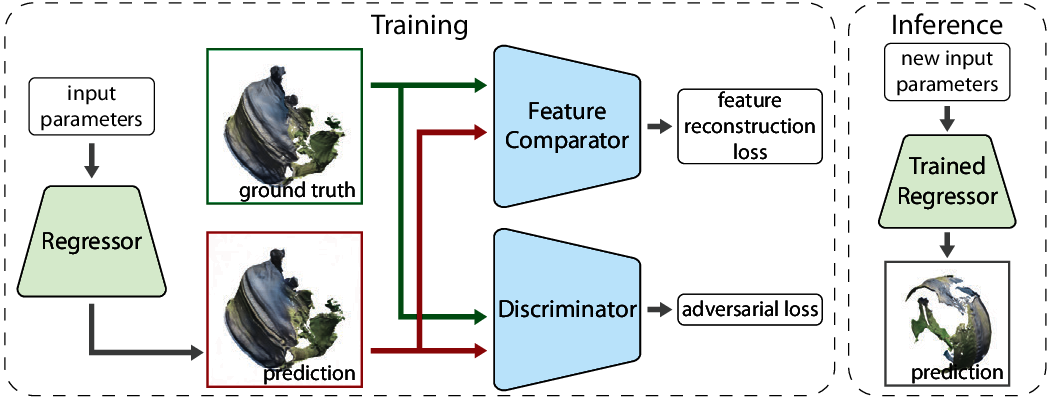 Training
input
parameters
Regressor
ground truth
prediction
Feature
Comparator
feature
reconstruction
loss
Discriminator
adversarial loss
Inference
new input
parameters
Trained
Regressor
prediction